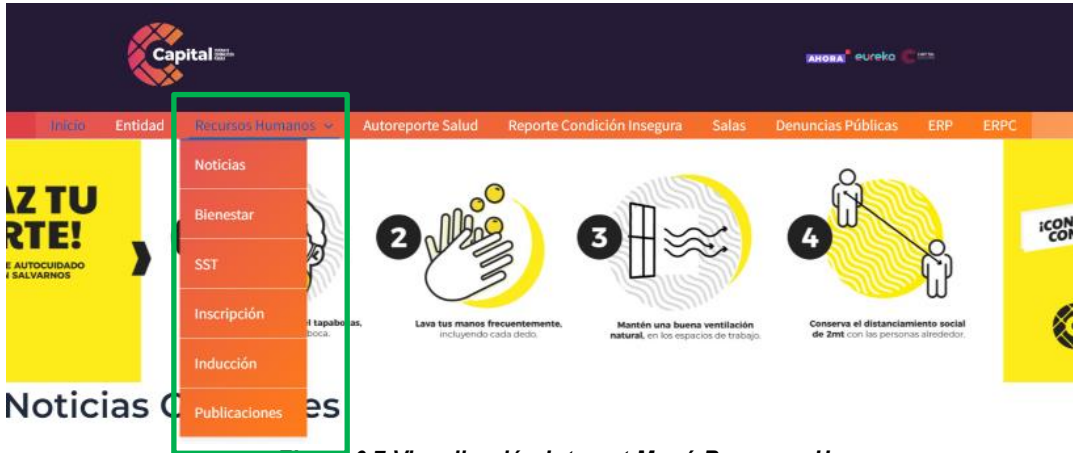 Capital
AHORA eureka
Inicio Entidad Recursos Humanos Autoreporte Salud Reporte Condición Insegura Salas Denuncias Públicas ERP ERPC
Noticias
Bienestar
SST
Inscripción
Inducción
Publicaciones
AZ TU
RTE!
E AUTOCUIDADO
SALVARNOS
el tapabocas,
boca.
2
Lava tus manos frecuentemente,
incluyendo cada dedo.
3
Mantén una buena ventilación
natural, en los espacios de trabajo.
4
Conserva el distanciamiento social
de 2mt con las personas alrededor.
¡CON
CON
Noticias C es